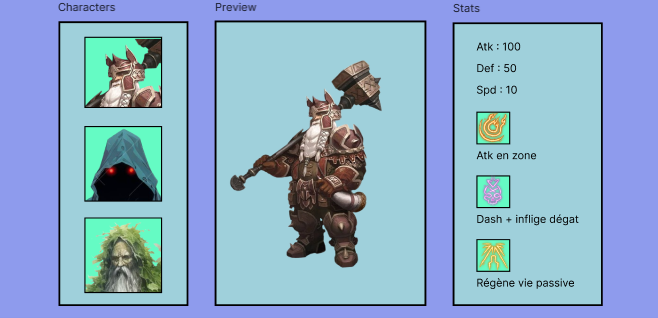 Characters
Preview
Stats
Atk : 100
Def : 50
Spd : 10
Atk en zone
Dash + inflige dégat
Régène vie passive